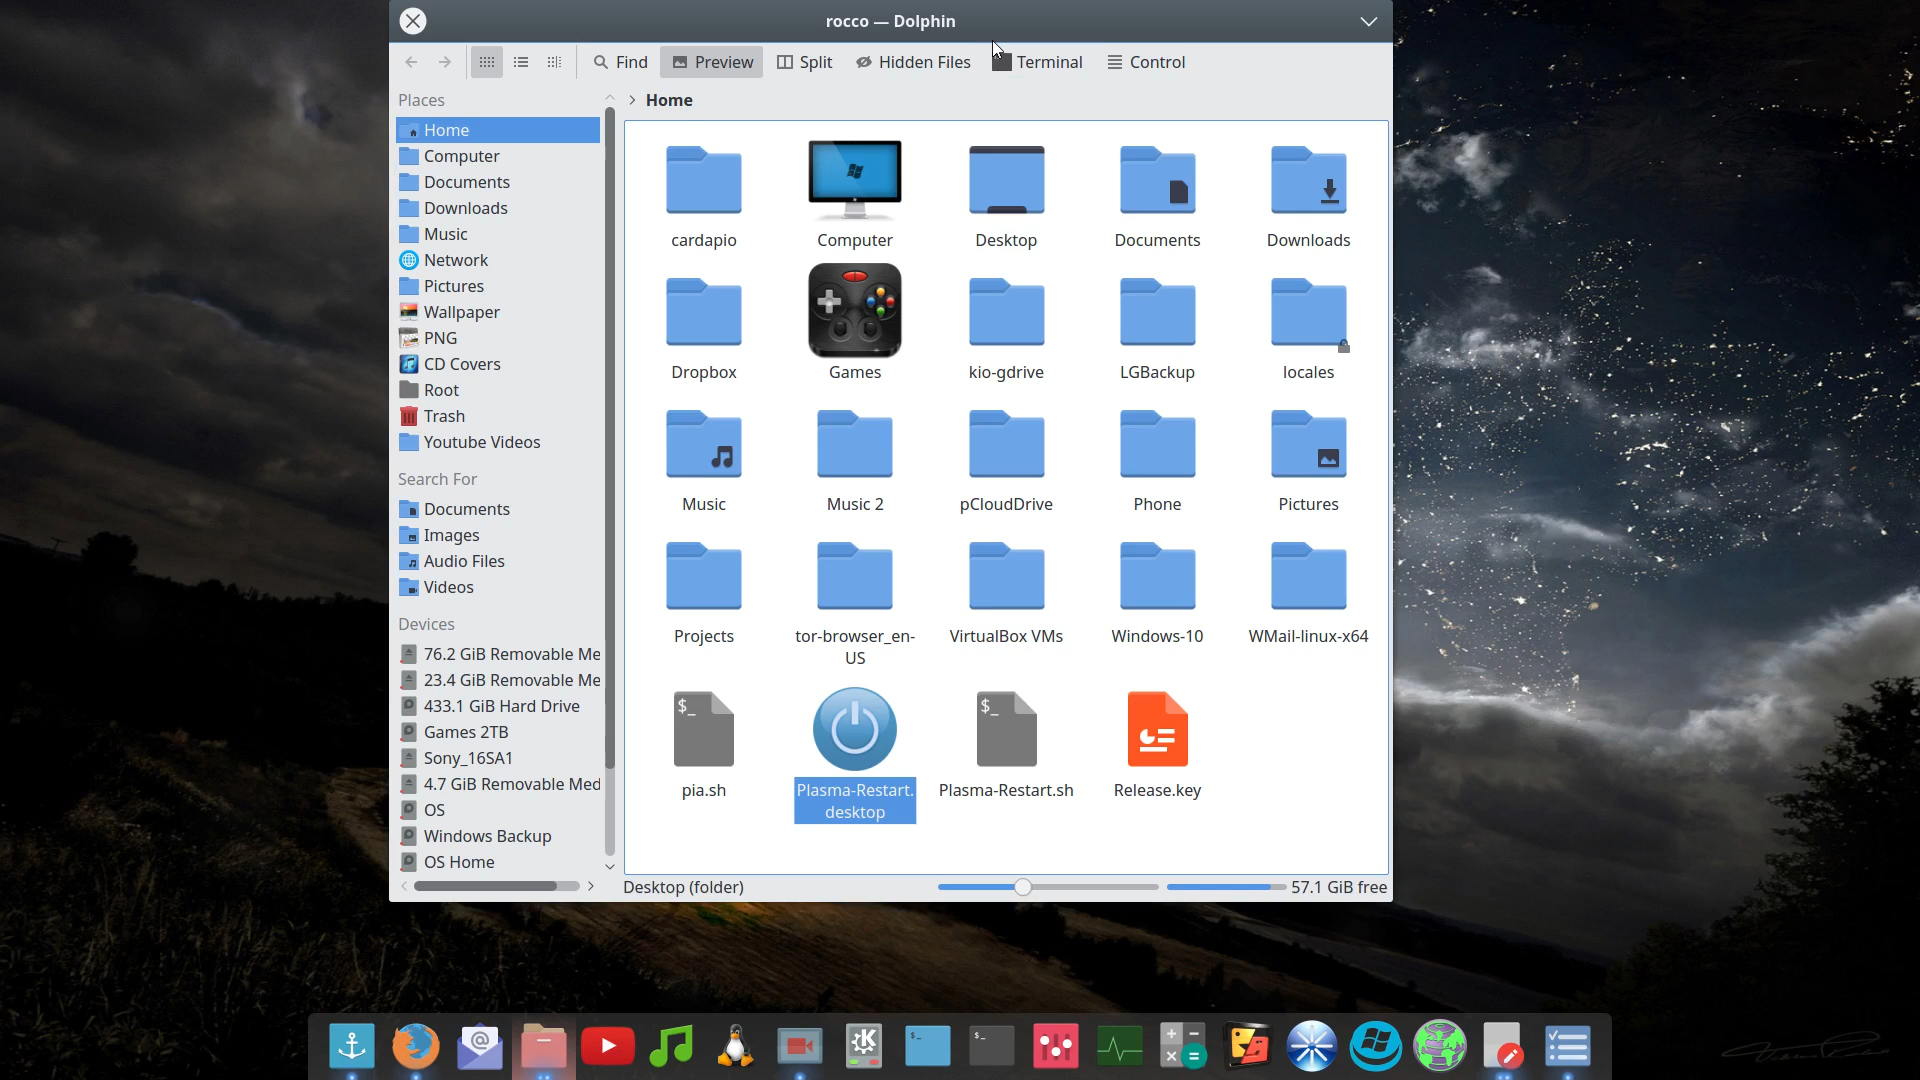 rocco — Dolphin
Find
Preview
Split
Hidden Files
Terminal
Control
Places
Home
Computer
Documents
Downloads
Music
Network
Pictures
Wallpaper
PNG
CD Covers
Root
Trash
Youtube Videos
Search For
Documents
Images
Audio Files
Videos
Devices
76.2 GiB Removable Me
23.4 GiB Removable Me
433.1 GiB Hard Drive
Games 2TB
Sony_16SA1
4.7 GiB Removable Med
OS
Windows Backup
OS Home
> Home
cardapio
Computer
Desktop
Documents
Downloads
Dropbox
Games
kio-gdrive
LGBackup
locales
Music
Music 2
pCloudDrive
Phone
Pictures
Projects
tor-browser_en-
US
VirtualBox VMs
Windows-10
WMail-linux-x64
$_
$_
pia.sh
Plasma-Restart.
desktop
Plasma-Restart.sh
Release.key
Desktop (folder)
57.1 GiB free